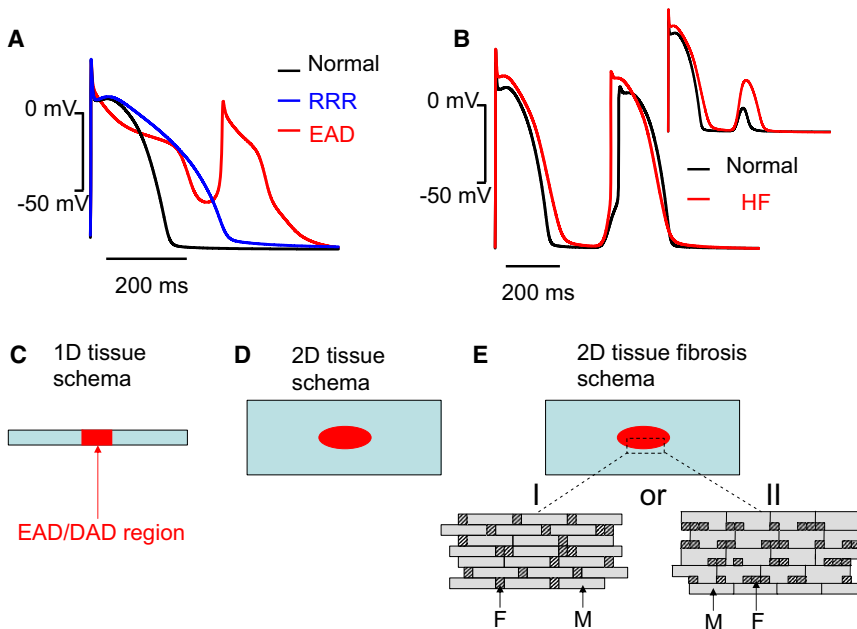 A
Normal
RRR
EAD
0 mV
-50 mV
200 ms
B
0 mV
-50 mV
Normal
HF
200 ms
C
1D tissue
schema
EAD/DAD region
D
2D tissue
schema
E
2D tissue fibrosis
schema
I or II
F M
M F